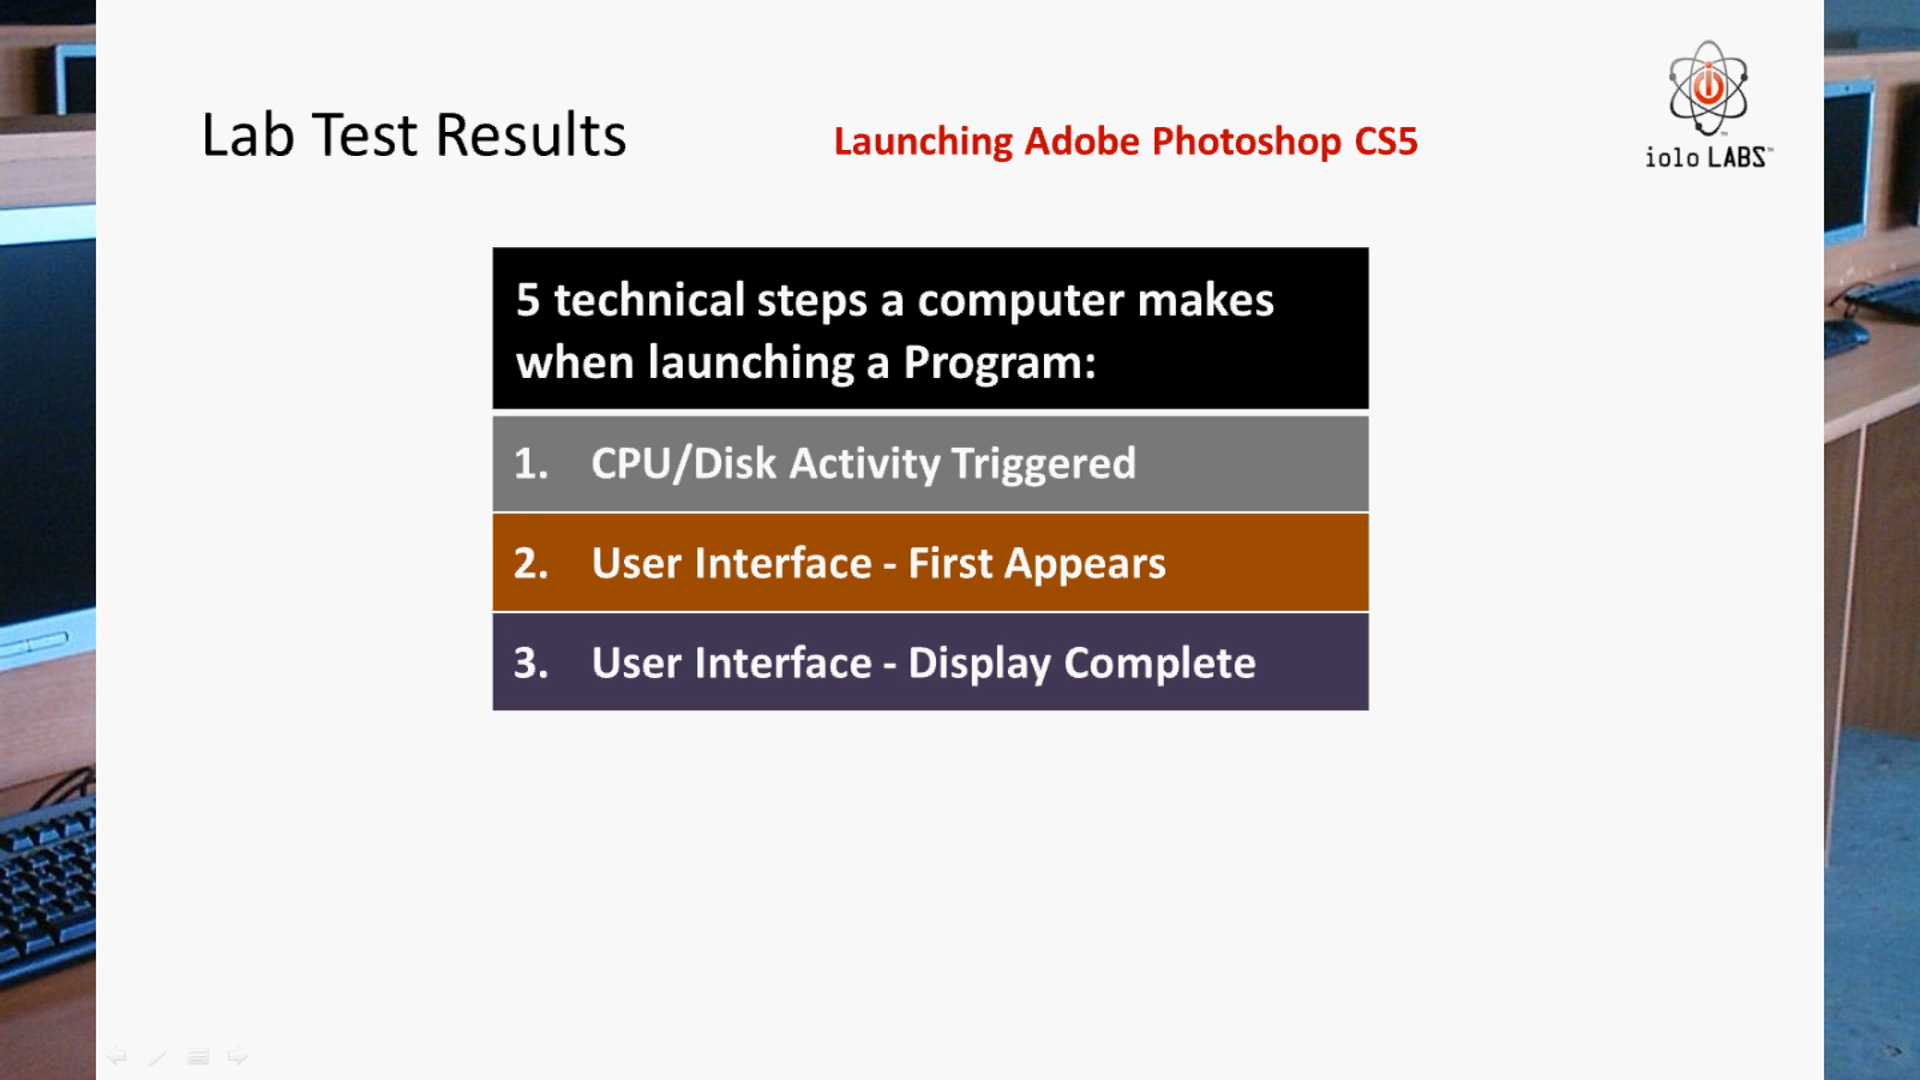 Lab Test Results
Launching Adobe Photoshop CS5
iolo LABS™
5 technical steps a computer makes
when launching a Program:
1. CPU/Disk Activity Triggered
2. User Interface - First Appears
3. User Interface - Display Complete